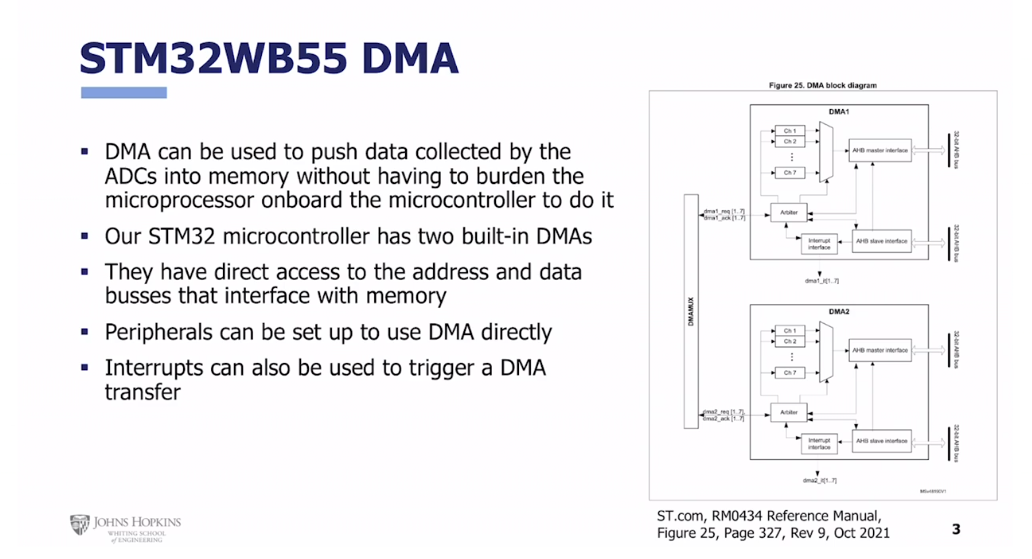 STM32WB55 DMA
▪ DMA can be used to push data collected by the
ADCs into memory without having to burden the
microprocessor onboard the microcontroller to do it
▪ Our STM32 microcontroller has two built-in DMAs
▪ They have direct access to the address and data
busses that interface with memory
▪ Peripherals can be set up to use DMA directly
▪ Interrupts can also be used to trigger a DMA
transfer
Figure 25. DMA block diagram
DMA1
Ch 1
Ch 2
Ch 7
AHB master interface
32-bit AHB bus
dma1_req [1..7]
dma1_ack [1..7]
Arbiter
Interrupt
interface
AHB slave interface
32-bit AHB bus
dma1_it[1..7]
DMAMUX
DMA2
Ch 1
Ch 2
Ch 7
AHB master interface
32-bit AHB bus
dma2_req [1..7]
dma2_ack [1..7]
Arbiter
Interrupt
interface
AHB slave interface
32-bit AHB bus
dma2_it[1..7]
ST.com, RM0434 Reference Manual,
Figure 25, Page 327, Rev 9, Oct 2021
JOHNS HOPKINS
WHITING SCHOOL
of ENGINEERING
3